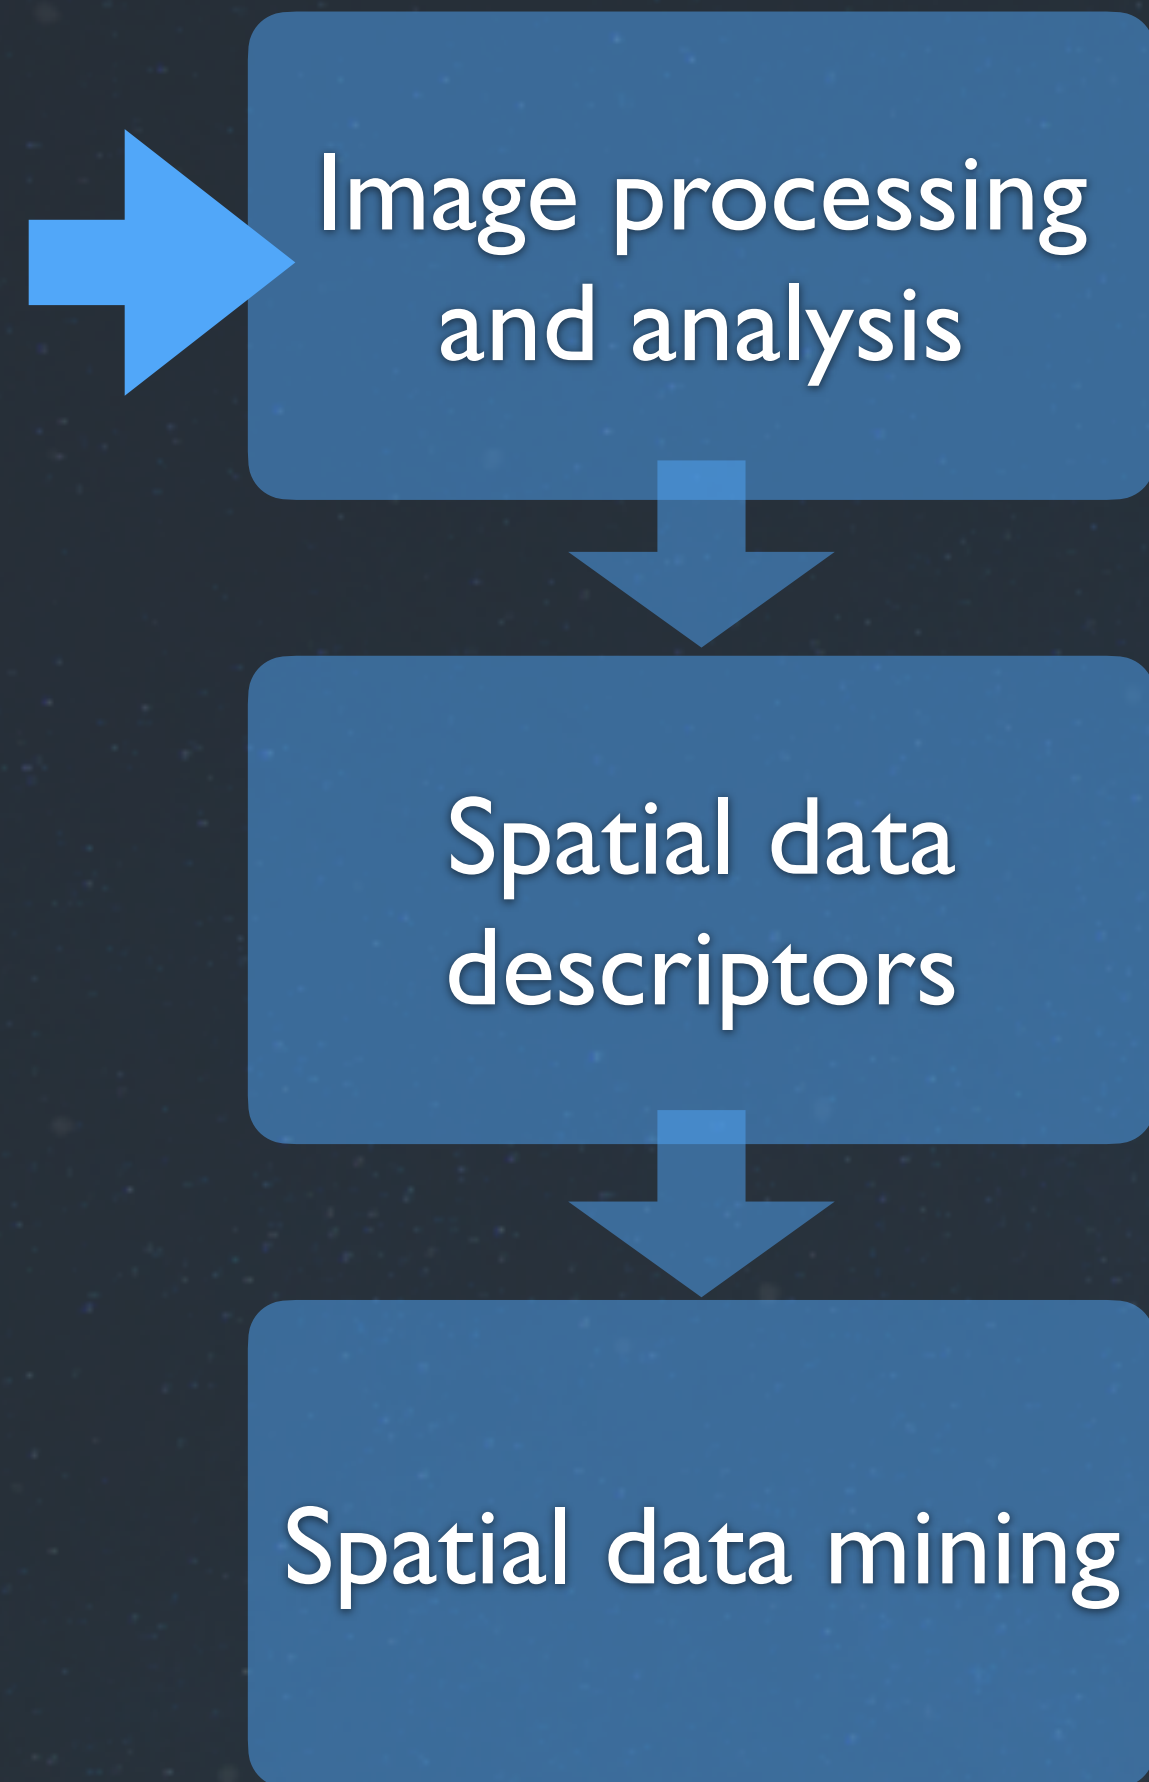 Image processing
and analysis
Spatial data
descriptors
Spatial data mining